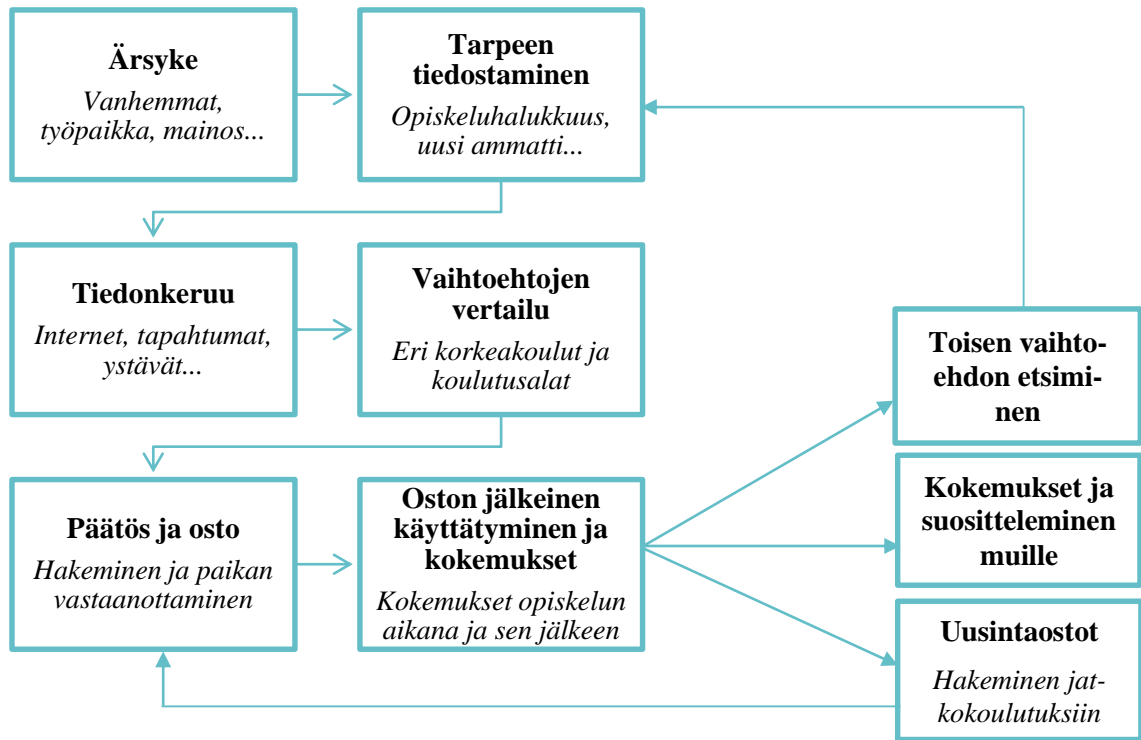 Ärsyke
Vanhemmat,
työpaikka, mainos...
Tarpeen
tiedostaminen
Opiskeluhalukkuus,
uusi ammatti...
Tiedonkeruu
Internet, tapahtumat,
ystävät...
Vaihtoehtojen
vertailu
Eri korkeakoulut ja
koulutusalat
Päätös ja osto
Hakeminen ja paikan
vastaanottaminen
Oston jälkeinen
käyttätyminen ja
kokemukset
Kokemukset opiskelun
aikana ja sen jälkeen
Toisen vaihto-
ehdon etsimi-
nen
Kokemukset ja
suositteleminen
muille
Uusintaostot
Hakeminen jat-
kokoulutuksiin